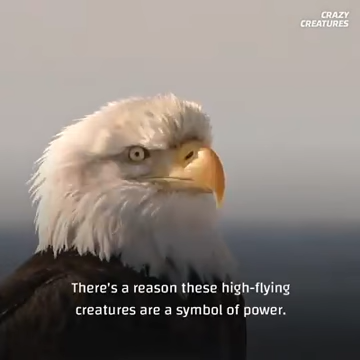 CRAZY
CREATURES
There's a reason these high-flying
creatures are a symbol of power.